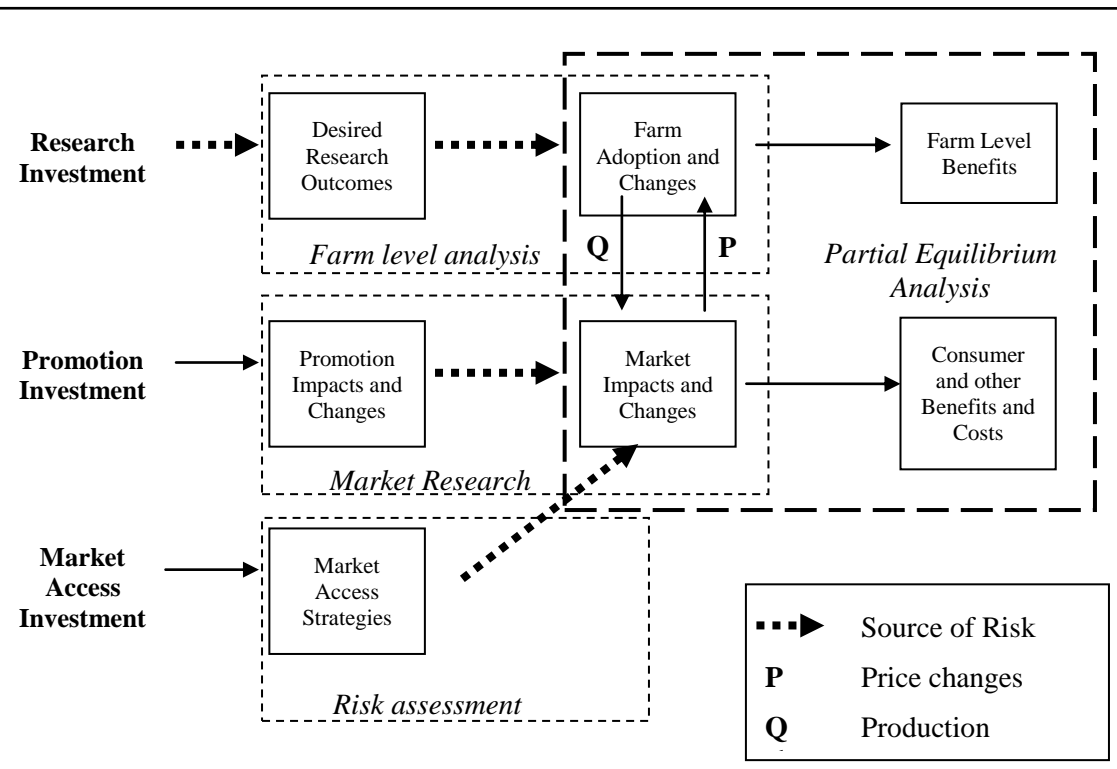 Research
Investment
Desired
Research
Outcomes
Farm
Adoption and
Changes
Farm Level
Benefits
Farm level analysis
Q
P
Partial Equilibrium
Analysis
Promotion
Investment
Promotion
Impacts and
Changes
Market
Impacts and
Changes
Consumer
and other
Benefits and
Costs
Market Research
Market
Access
Investment
Market
Access
Strategies
Risk assessment
Source of Risk
P Price changes
Q Production